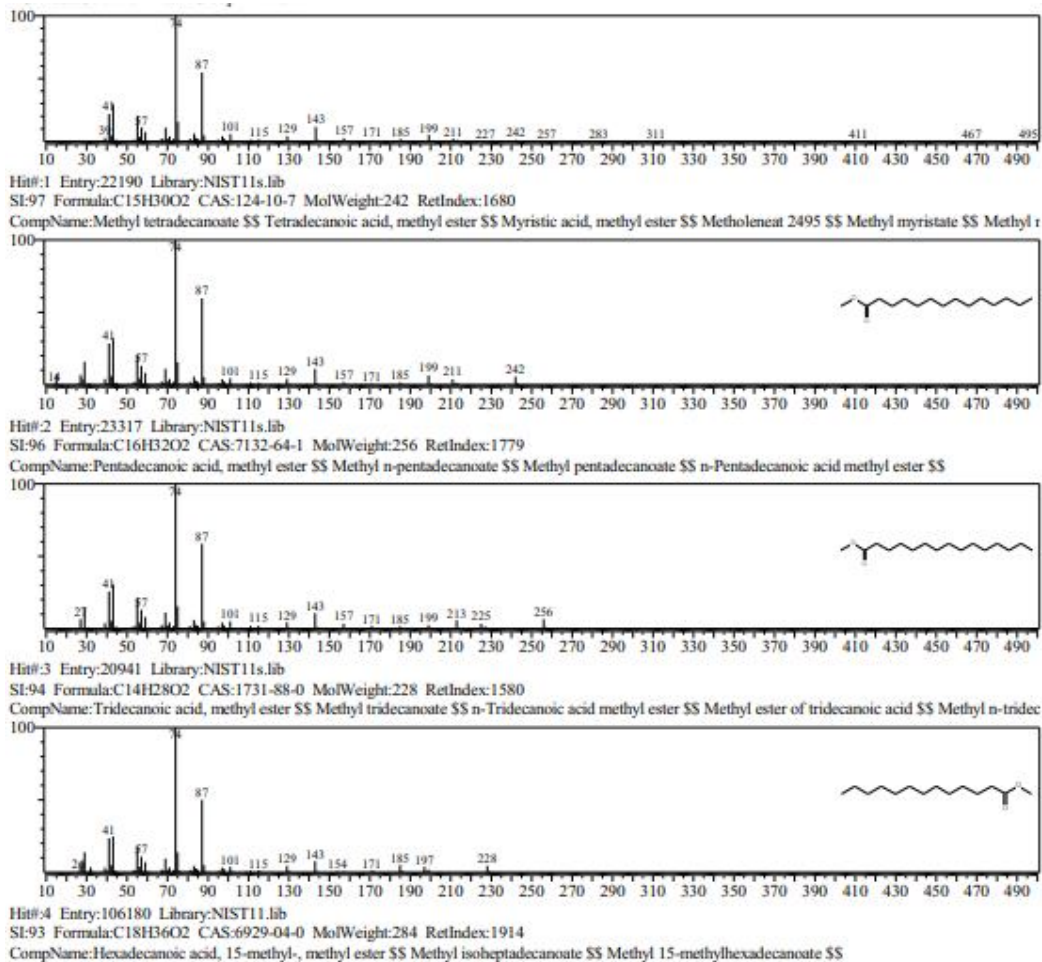 100
74
87
41
57
39
101 115 129 143 157 171 185 199 211 227 242 257 283 311 411 467 495
10 30 50 70 90 110 130 150 170 190 210 230 250 270 290 310 330 350 370 390 410 430 450 470 490
Hit#:1 Entry:22190 Library:NIST11s.lib
SI:97 Formula:C15H30O2 CAS:124-10-7 MolWeight:242 RetIndex:1680
CompName:Methyl tetradecanoate $$ Tetradecanoic acid, methyl ester $$ Myristic acid, methyl ester $$ Metholeneat 2495 $$ Methyl myristate $$ Methyl
100
74
87
41
57
101 115 129 143 157 171 185 199 211 242
10 30 50 70 90 110 130 150 170 190 210 230 250 270 290 310 330 350 370 390 410 430 450 470 490
Hit#:2 Entry:23317 Library:NIST11s.lib
SI:96 Formula:C16H32O2 CAS:7132-64-1 MolWeight:256 RetIndex:1779
CompName:Pentadecanoic acid, methyl ester $$ Methyl n-pentadecanoate $$ Methyl pentadecanoate $$ n-Pentadecanoic acid methyl ester $$
100
74
87
41
27 57
101 115 129 143 157 171 185 199 213 225 256
10 30 50 70 90 110 130 150 170 190 210 230 250 270 290 310 330 350 370 390 410 430 450 470 490
Hit#:3 Entry:20941 Library:NIST11s.lib
SI:94 Formula:C14H28O2 CAS:1731-88-0 MolWeight:228 RetIndex:1580
CompName:Tridecanoic acid, methyl ester $$ Methyl tridecanoate $$ n-Tridecanoic acid methyl ester $$ Methyl ester of tridecanoic acid $$ Methyl n-tridec
100
74
87
41
57
101 115 129 143 154 171 185 197 228
10 30 50 70 90 110 130 150 170 190 210 230 250 270 290 310 330 350 370 390 410 430 450 470 490
Hit#:4 Entry:106180 Library:NIST11.lib
SI:93 Formula:C18H36O2 CAS:6929-04-0 MolWeight:284 RetIndex:1914
CompName:Hexadecanoic acid, 15-methyl-, methyl ester $$ Methyl isoheptadecanoate $$ Methyl 15-methylhexadecanoate $$